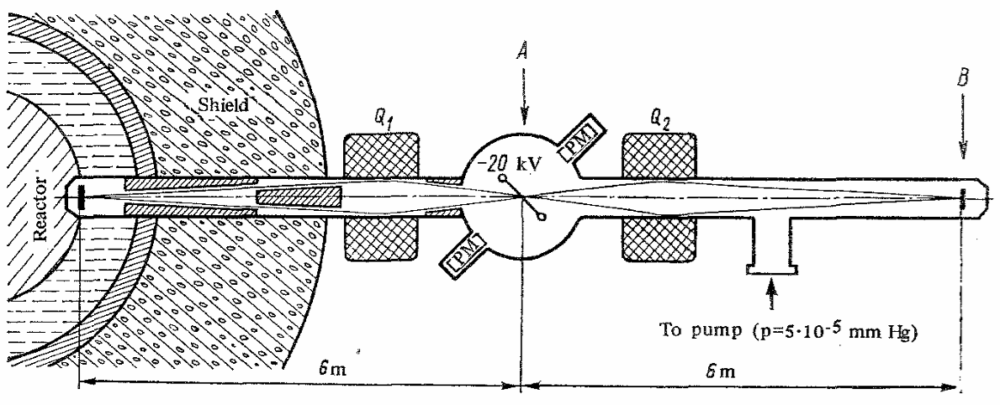 Shield
Reactor
Q₁
A
Q₂
B
PM
-20 kV
PM
To pump (p=5·10⁻⁵ mm Hg)
6m
6m